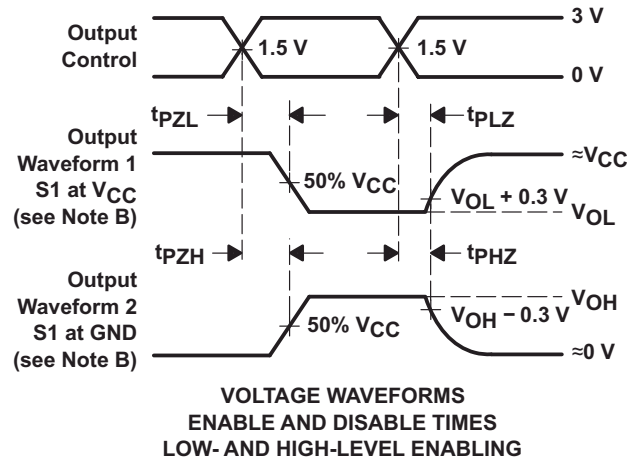 3 V
Output
Control
1.5 V
1.5 V
0 V
tPZL
tPLZ
Output
Waveform 1
S1 at VCC
(see Note B)
≈VCC
50% VCC
VOL + 0.3 V
VOL
tPZH
tPHZ
Output
Waveform 2
S1 at GND
(see Note B)
VOH
50% VCC
VOH − 0.3 V
≈0 V
VOLTAGE WAVEFORMS
ENABLE AND DISABLE TIMES
LOW- AND HIGH-LEVEL ENABLING